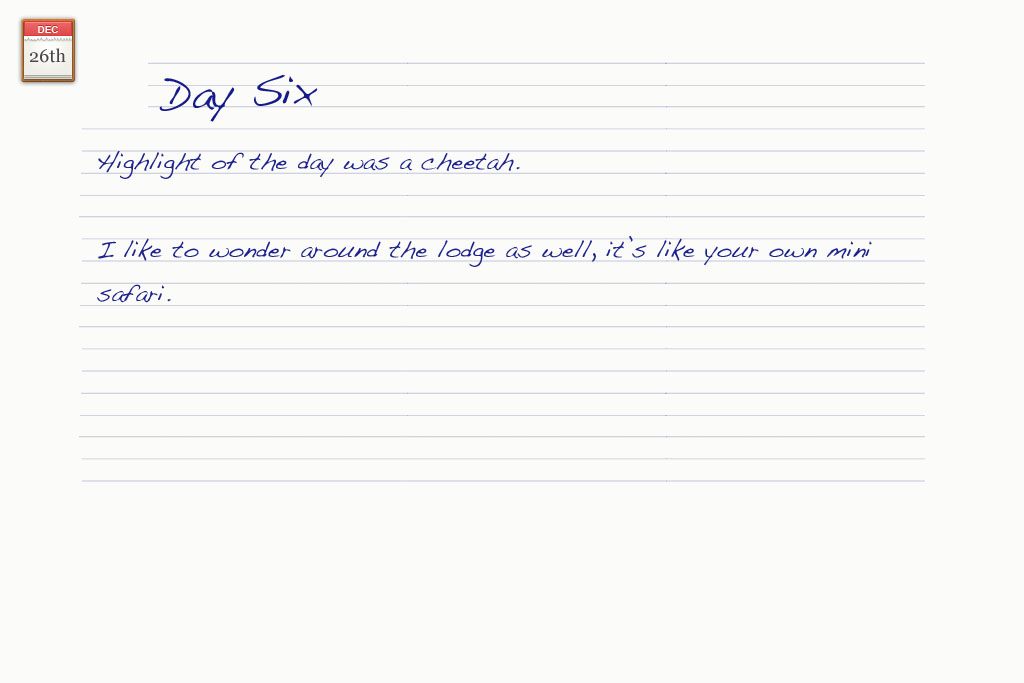 DEC
26th
Day Six
Highlight of the day was a cheetah.
I like to wonder around the lodge as well, it's like your own mini
safari.